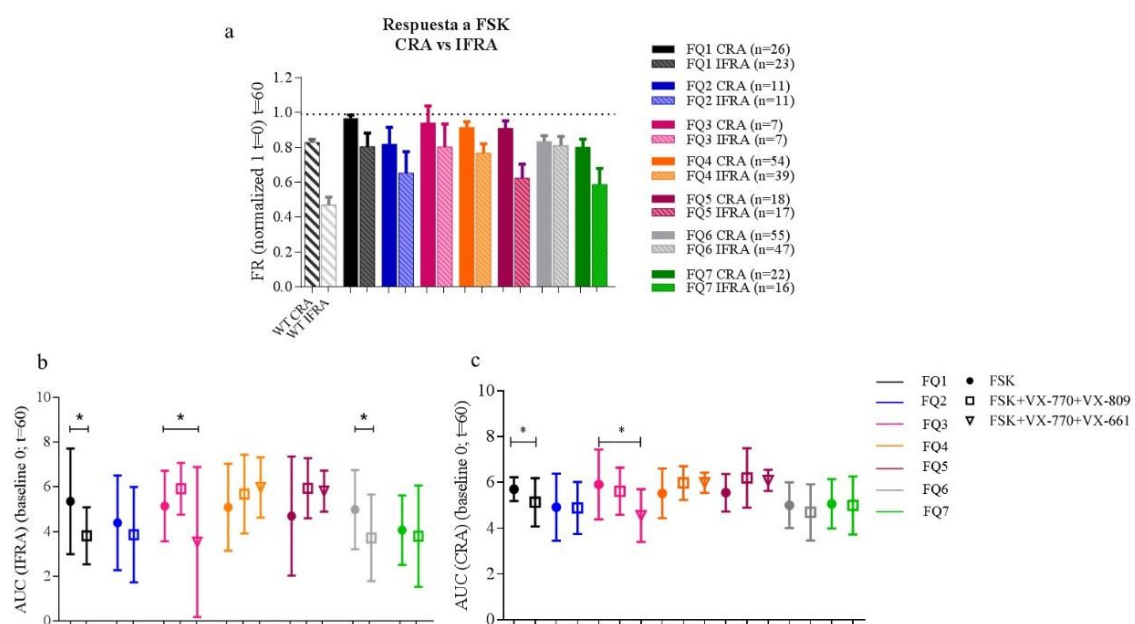 a
Respuesta a FSK
CRA vs IFRA
FR (normalized 1 t=0) t=60
1.2
1.0
0.8
0.6
0.4
0.2
0.0
WT CRA
WT IFRA
FQ1 CRA (n=26)
FQ1 IFRA (n=23)
FQ2 CRA (n=11)
FQ2 IFRA (n=11)
FQ3 CRA (n=7)
FQ3 IFRA (n=7)
FQ4 CRA (n=54)
FQ4 IFRA (n=39)
FQ5 CRA (n=18)
FQ5 IFRA (n=17)
FQ6 CRA (n=55)
FQ6 IFRA (n=47)
FQ7 CRA (n=22)
FQ7 IFRA (n=16)
b
AUC (IFRA) (baseline 0; t=60)
10
8
6
4
2
0
*
*
*
c
AUC (CRA) (baseline 0; t=60)
10
8
6
4
2
0
*
*
FQ1
FQ2
FQ3
FQ4
FQ5
FQ6
FQ7
FSK
FSK+VX-770+VX-809
FSK+VX-770+VX-661